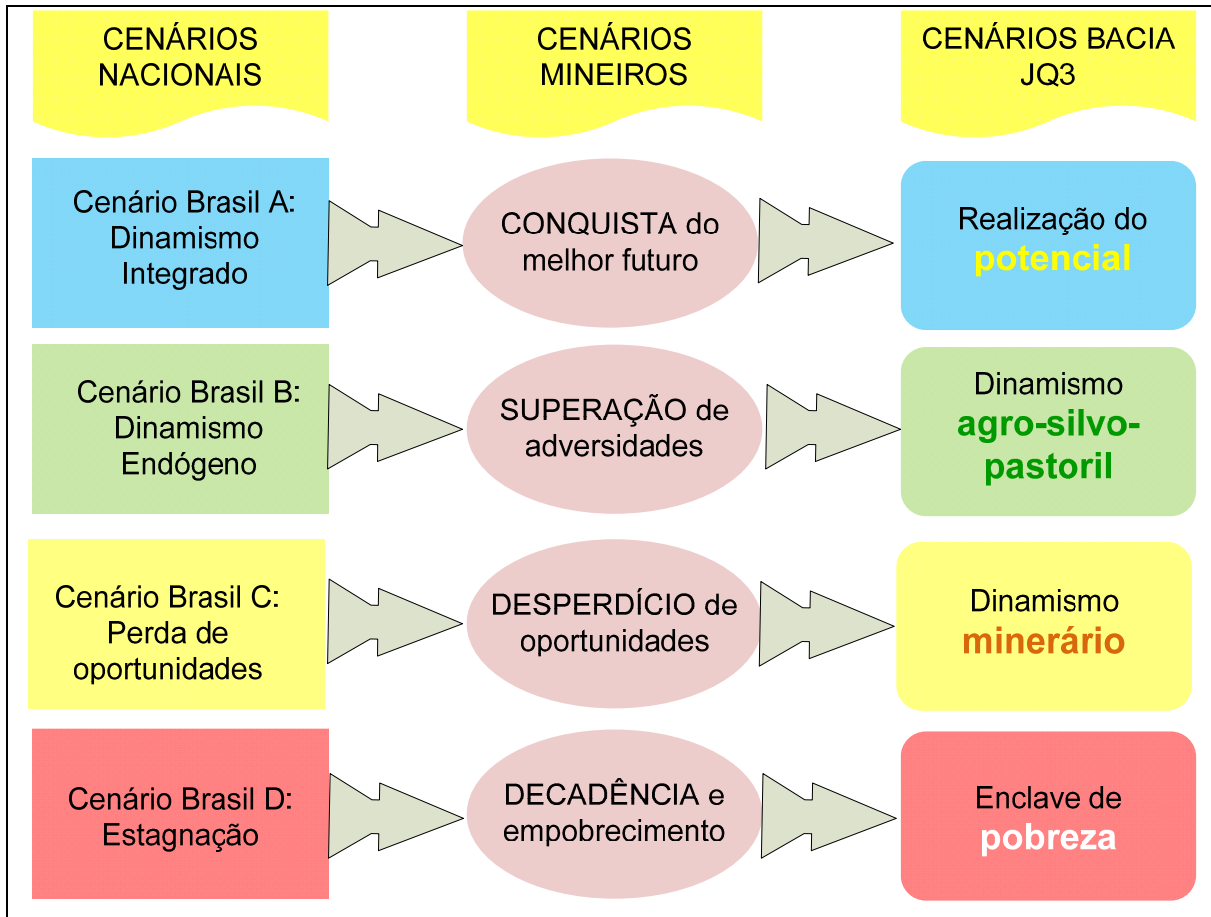 CENÁRIOS
NACIONAIS
CENÁRIOS
MINEIROS
CENÁRIOS BACIA
JQ3
Cenário Brasil A:
Dinamismo
Integrado
CONQUISTA do
melhor futuro
Realização do
potencial
Cenário Brasil B:
Dinamismo
Endógeno
SUPERAÇÃO de
adversidades
Dinamismo
agro-silvo-
pastoril
Cenário Brasil C:
Perda de
oportunidades
DESPERDÍCIO de
oportunidades
Dinamismo
minerário
Cenário Brasil D:
Estagnação
DECADÊNCIA e
empobrecimento
Enclave de
pobreza